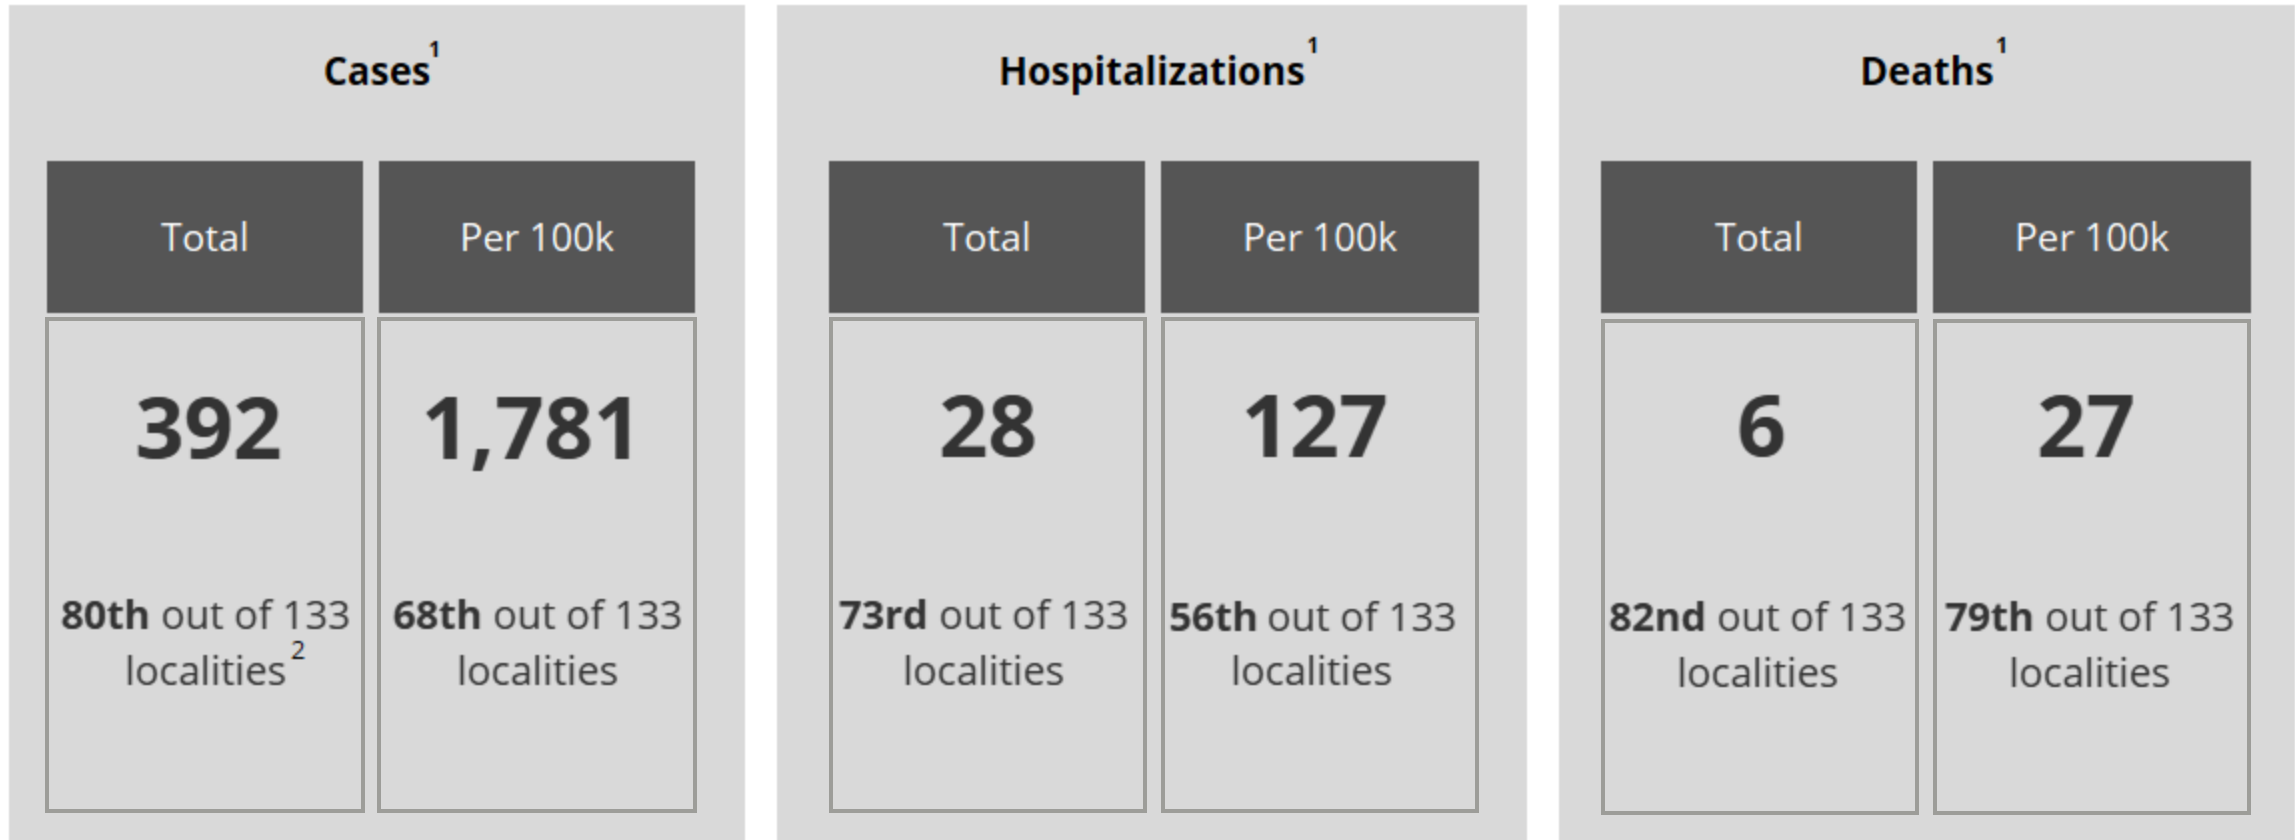 Cases¹
Total
Per 100k
392
1,781
80th out of 133
localities²
68th out of 133
localities
Hospitalizations¹
Total
Per 100k
28
127
73rd out of 133
localities
56th out of 133
localities
Deaths¹
Total
Per 100k
6
27
82nd out of 133
localities
79th out of 133
localities